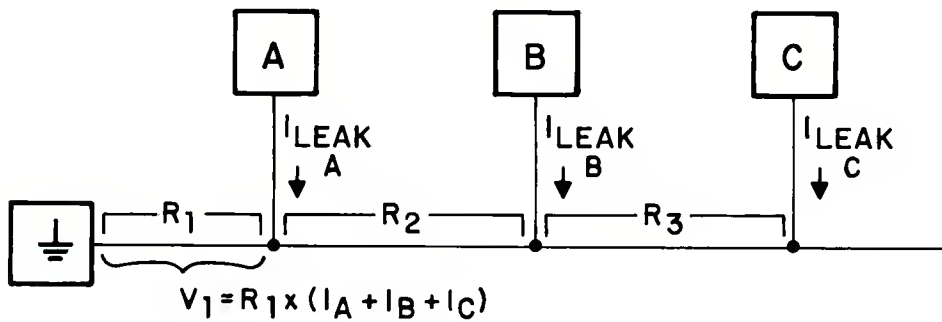 A B C
I LEAK A I LEAK B I LEAK C
R1 R2 R3
V1 = R1 x (IA + IB + IC)